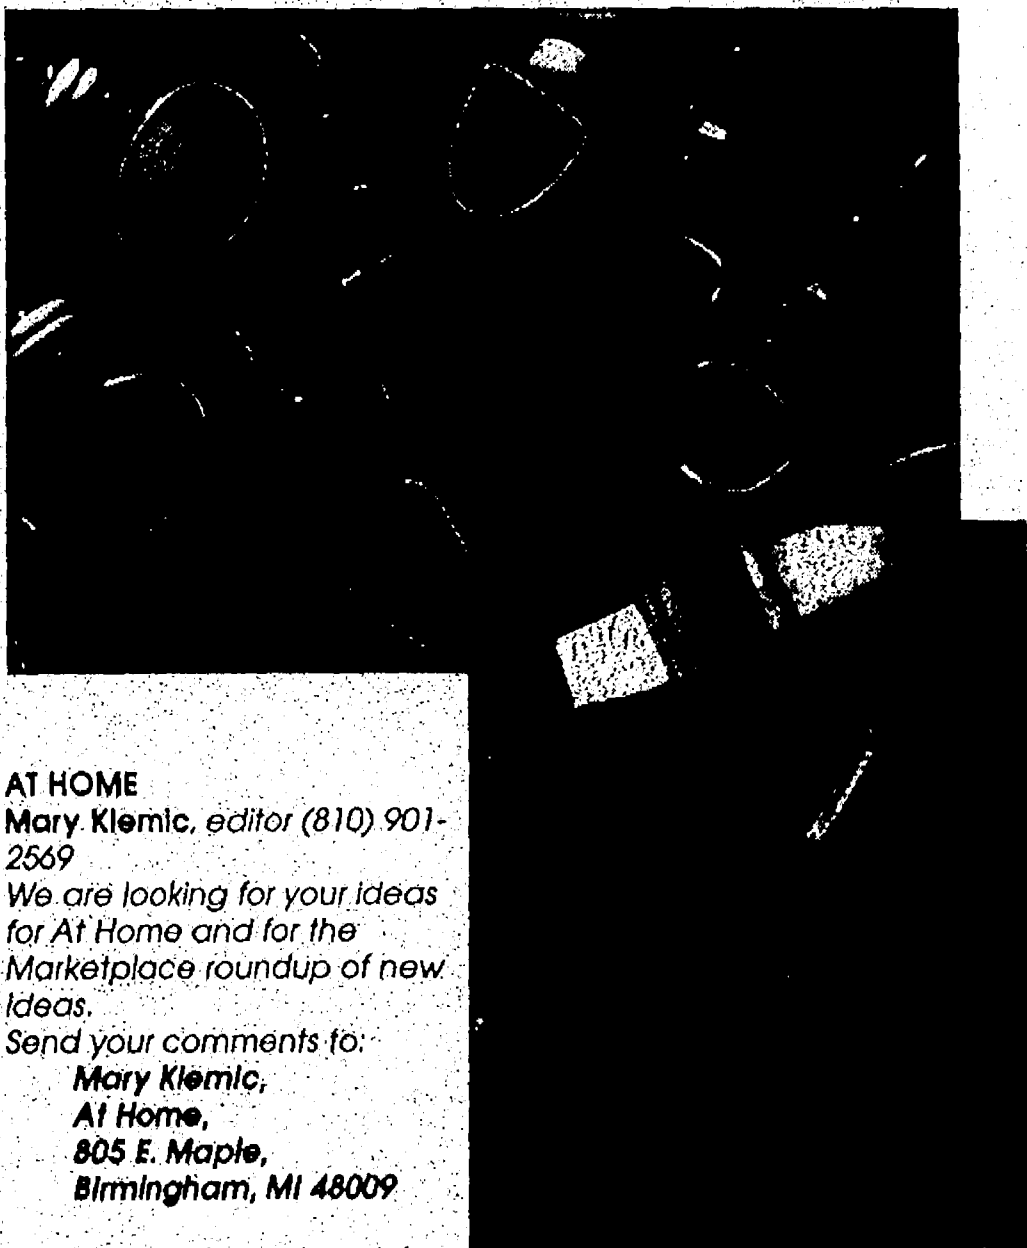 AT HOME
Mary Klemic, editor (810) 901-
2569
We are looking for your ideas
for At Home and for the
Marketplace roundup of new
ideas.
Send your comments to:
Mary Klemic,
At Home,
805 E. Maple,
Birmingham, MI 48009